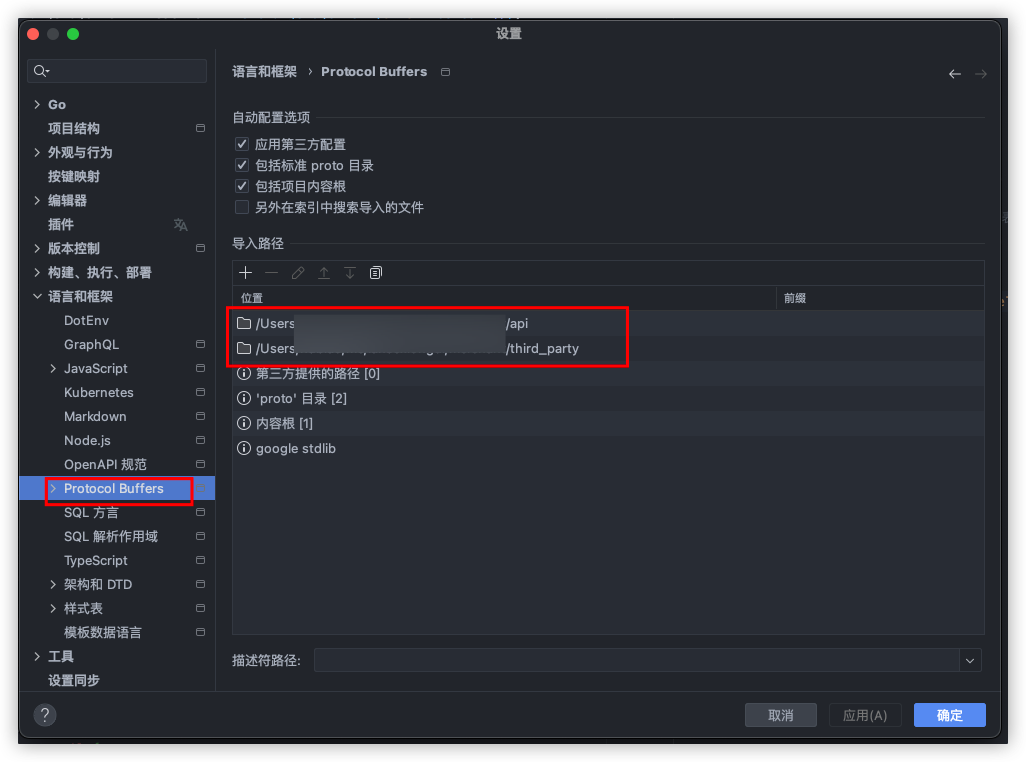 设置
语言和框架 › Protocol Buffers
Go
项目结构
外观与行为
按键映射
编辑器
插件
版本控制
构建、执行、部署
语言和框架
DotEnv
GraphQL
JavaScript
Kubernetes
Markdown
Node.js
OpenAPI 规范
Protocol Buffers
SQL 方言
SQL 解析作用域
TypeScript
架构和 DTD
样式表
模板数据语言
工具
设置同步
自动配置选项
应用第三方配置
包括标准 proto 目录
包括项目内容根
另外在索引中搜索导入的文件
导入路径
位置 前缀
/Users /api
/Users /third_party
第三方提供的路径 [0]
'proto' 目录 [2]
内容根 [1]
google stdlib
描述符路径:
? 取消 应用(A) 确定